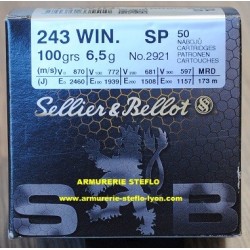 243 WIN. SP 50
NÁBOJŮ
CARTRIDGES
PATRONEN
CARTOUCHES
100grs 6,5g No.2921
(m/s) V0 870 V100 772 V200 681 V300 597 MRD
(J) E0 2460 E100 1939 E200 1508 E300 1157 173 m
Sellier & Bellot S&B
ARMURERIE STEFLO
www.armurerie-steflo-lyon.com
S B